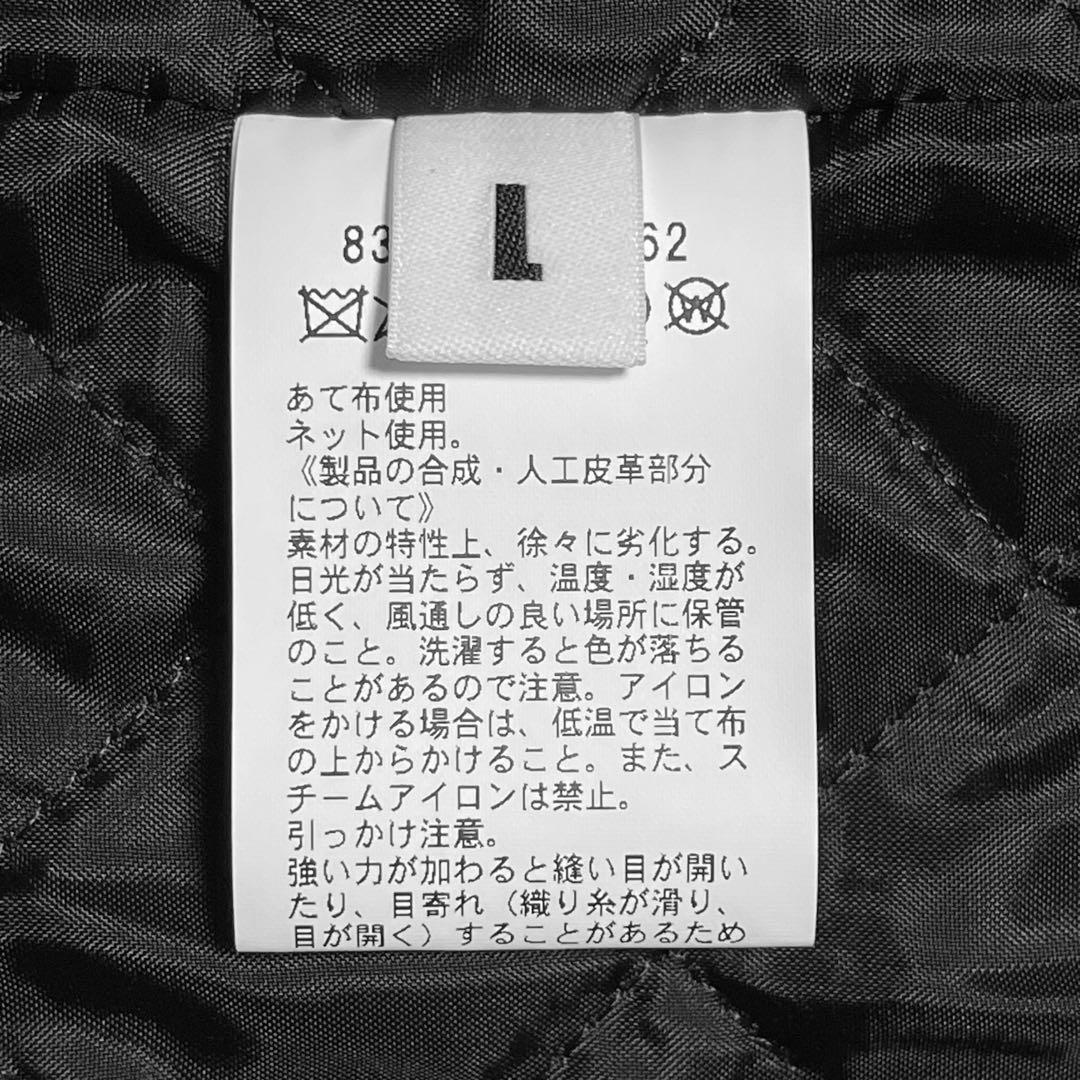 L
83
62
あて布使用
ネット使用。
《製品の合成・人工皮革部分
について》
素材の特性上、徐々に劣化する。
日光が当たらず、温度・湿度が
低く、風通しの良い場所に保管
のこと。洗濯すると色が落ちる
ことがあるので注意。アイロン
をかける場合は、低温で当て布
の上からかけること。また、ス
チームアイロンは禁止。
引っかけ注意。
強い力が加わると縫い目が開い
たり、目寄れ（織り糸が滑り、
目が開く）することがあるため